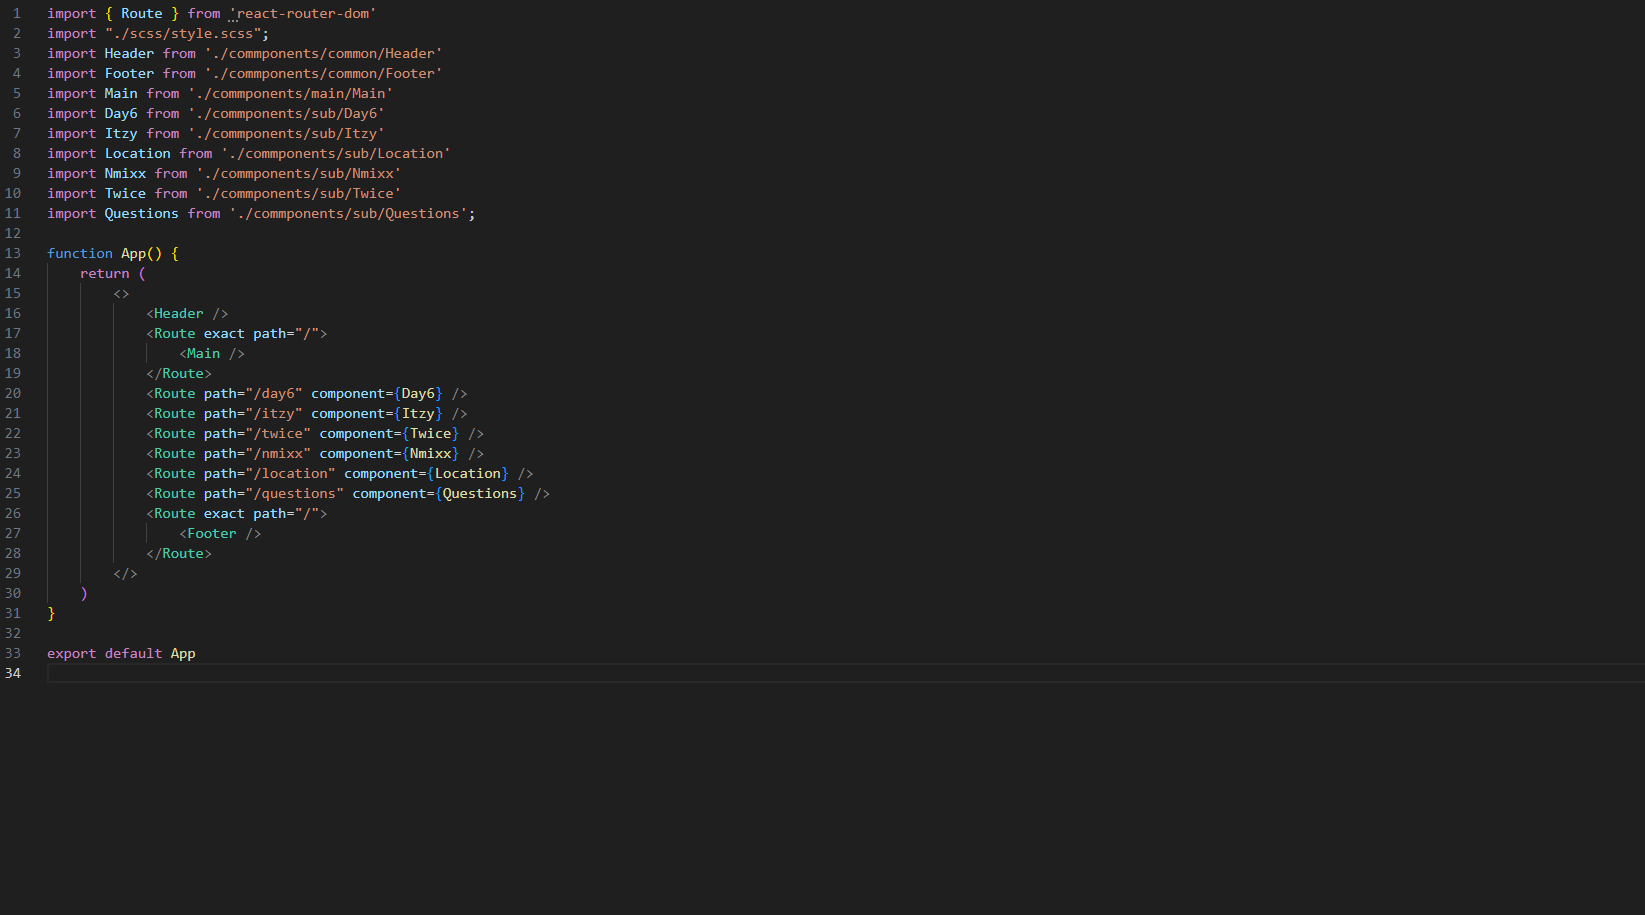 1 import { Route } from 'react-router-dom'
2 import "./scss/style.scss";
3 import Header from './commponents/common/Header'
4 import Footer from './commponents/common/Footer'
5 import Main from './commponents/main/Main'
6 import Day6 from './commponents/sub/Day6'
7 import Itzy from './commponents/sub/Itzy'
8 import Location from './commponents/sub/Location'
9 import Nmixx from './commponents/sub/Nmixx'
10 import Twice from './commponents/sub/Twice'
11 import Questions from './commponents/sub/Questions';
12
13 function App() {
14     return (
15         <>
16             <Header />
17             <Route exact path="/">
18                 <Main />
19             </Route>
20             <Route path="/day6" component={Day6} />
21             <Route path="/itzy" component={Itzy} />
22             <Route path="/twice" component={Twice} />
23             <Route path="/nmixx" component={Nmixx} />
24             <Route path="/location" component={Location} />
25             <Route path="/questions" component={Questions} />
26             <Route exact path="/">
27                 <Footer />
28             </Route>
29         </>
30     )
31 }
32
33 export default App
34